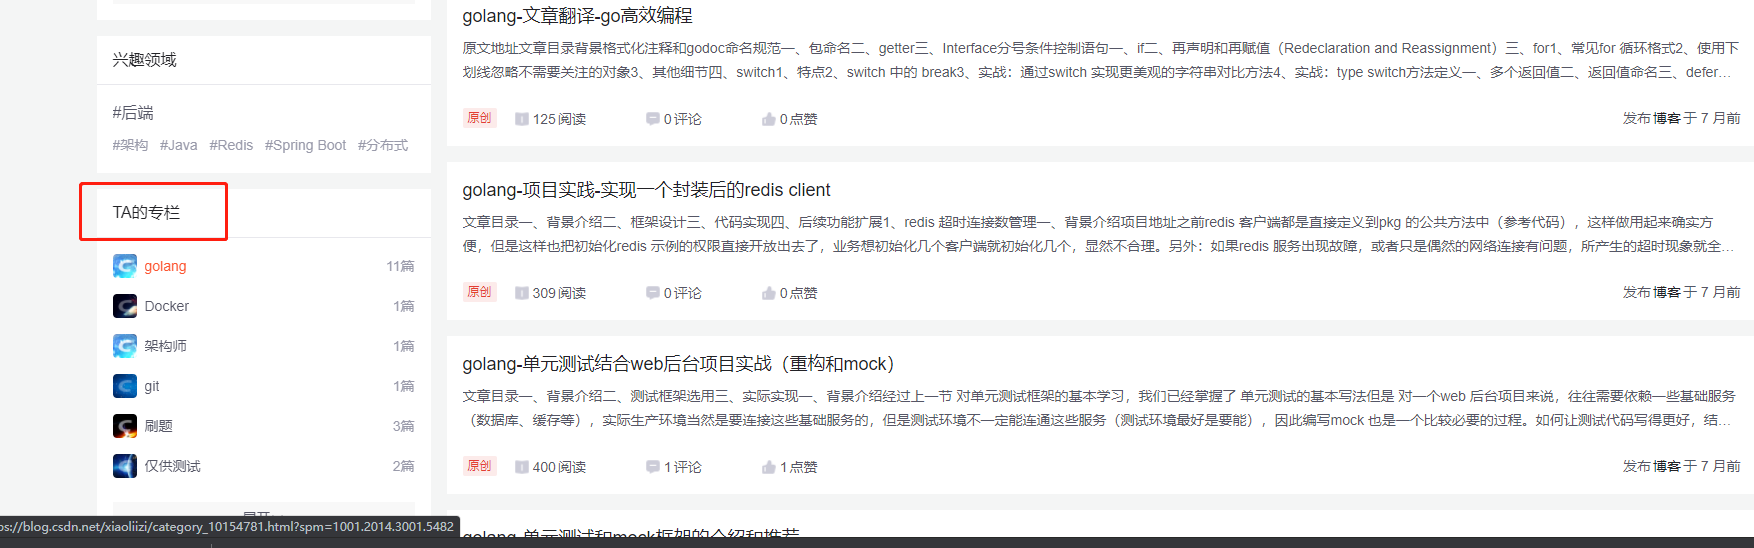 兴趣领域
#后端
#架构 #Java #Redis #Spring Boot #分布式
TA的专栏
golang 11篇
Docker 1篇
架构师 1篇
git 1篇
刷题 3篇
仅供测试 2篇
ps://blog.csdn.net/xiaoliizi/category_10154781.html?spm=1001.2014.3001.5482
golang-文章翻译-go高效编程
原文地址文章目录背景格式化注释和godoc命名规范一、包命名二、getter三、Interface分号条件控制语句一、if二、再声明和再赋值（Redeclaration and Reassignment）三、for1、常见for 循环格式2、使用下
划线忽略不需要关注的对象3、其他细节四、switch1、特点2、switch 中的 break3、实战：通过switch 实现更美观的字符串对比方法4、实战：type switch方法定义一、多个返回值二、返回值命名三、defer…
原创 125 阅读 0 评论 0 点赞 发布博客于 7 月前
golang-项目实践-实现一个封装后的redis client
文章目录一、背景介绍二、框架设计三、代码实现四、后续功能扩展1、redis 超时连接数管理一、背景介绍项目地址之前redis 客户端都是直接定义到pkg 的公共方法中（参考代码），这样做用起来确实方
便，但是这样也把初始化redis 示例的权限直接开放出去了，业务想初始化几个客户端就初始化几个，显然不合理。另外：如果redis 服务出现故障，或者只是偶然的网络连接有问题，所产生的超时现象就全…
原创 309 阅读 0 评论 0 点赞 发布博客于 7 月前
golang-单元测试结合web后台项目实战（重构和mock）
文章目录一、背景介绍二、测试框架选用三、实际实现一、背景介绍经过上一节 对单元测试框架的基本学习，我们已经掌握了 单元测试的基本写法但是 对一个web 后台项目来说，往往需要依赖一些基础服务
（数据库、缓存等），实际生产环境当然是要连接这些基础服务的，但是测试环境不一定能连通这些服务（测试环境最好是要能），因此编写mock 也是一个比较必要的过程。如何让测试代码写得更好，结…
原创 400 阅读 1 评论 1 点赞 发布博客于 7 月前
golang-单元测试和mock框架的介绍和推荐